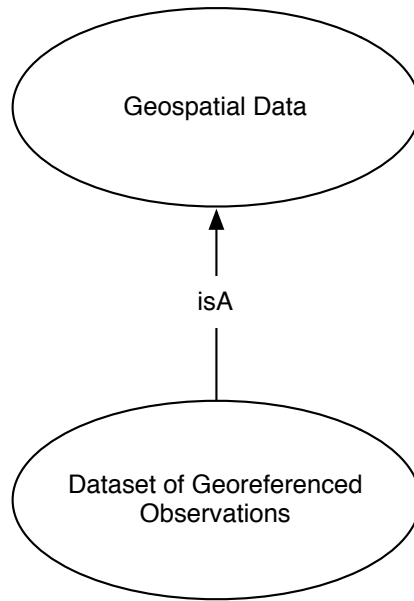 Geospatial Data
isA
Dataset of Georeferenced
Observations